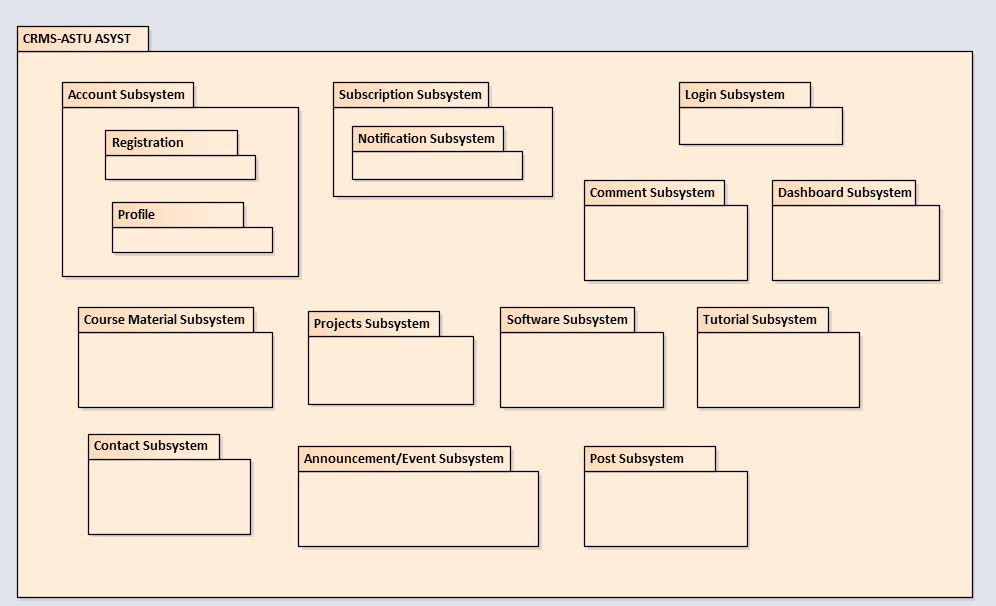 CRMS-ASTU ASYST
Account Subsystem
Subscription Subsystem
Login Subsystem
Registration
Notification Subsystem
Profile
Comment Subsystem
Dashboard Subsystem
Course Material Subsystem
Projects Subsystem
Software Subsystem
Tutorial Subsystem
Contact Subsystem
Announcement/Event Subsystem
Post Subsystem